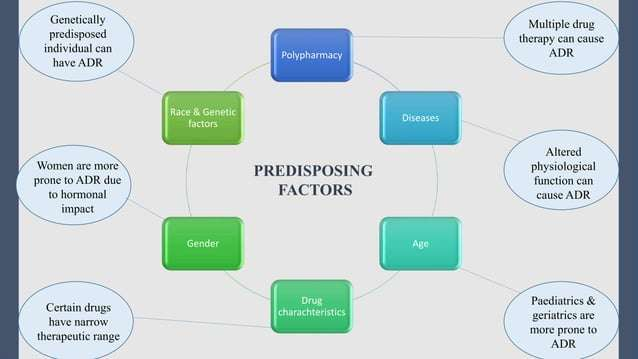 Genetically
predisposed
individual can
have ADR
Polypharmacy
Multiple drug
therapy can cause
ADR
Race & Genetic
factors
Diseases
Women are more
prone to ADR due
to hormonal
impact
PREDISPOSING
FACTORS
Altered
physiological
function can
cause ADR
Gender
Age
Certain drugs
have narrow
therapeutic range
Drug
charachteristics
Paediatrics &
geriatrics are
more prone to
ADR